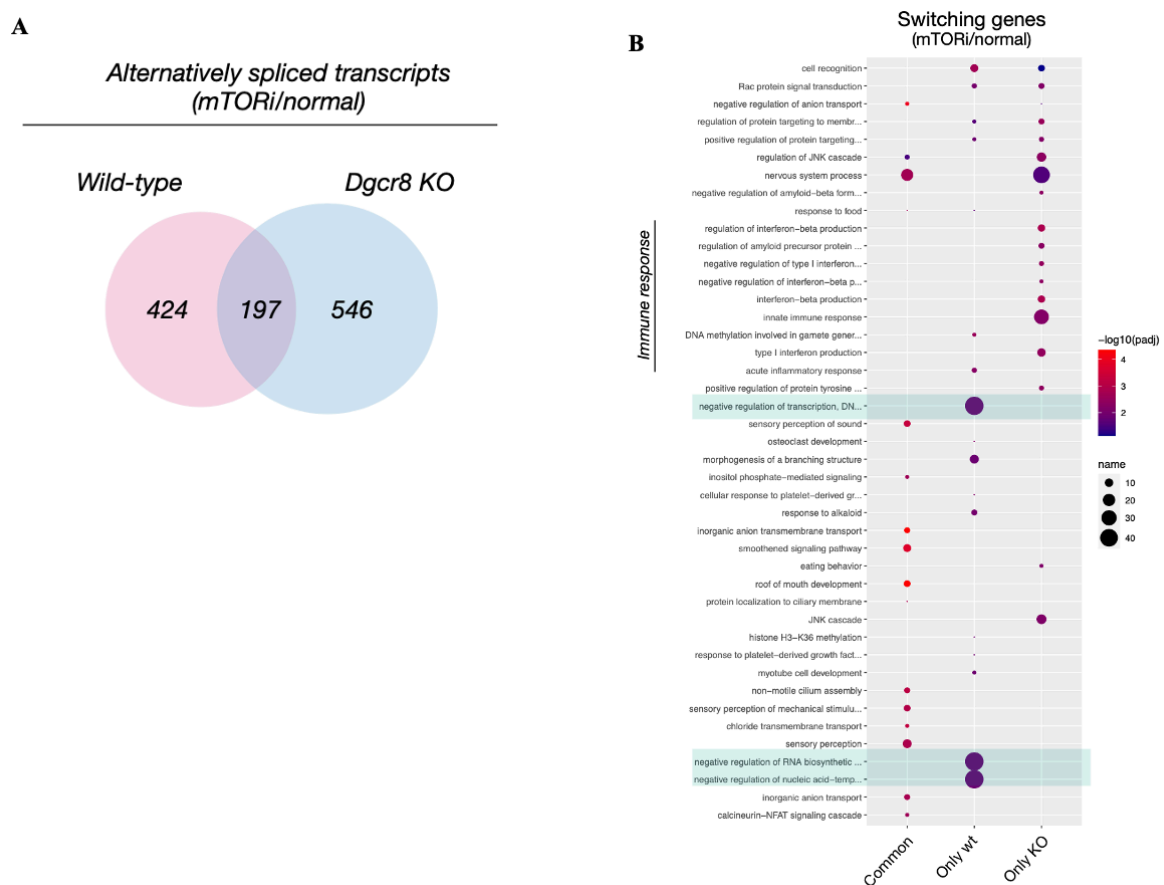 A
Alternatively spliced transcripts
(mTORi/normal)
Wild-type
Dgcr8 KO
424
197
546
B
Switching genes
(mTORi/normal)
cell recognition
Rac protein signal transduction
negative regulation of anion transport
regulation of protein targeting to membr...
positive regulation of protein targeting...
regulation of JNK cascade
nervous system process
negative regulation of amyloid-beta form...
response to food
regulation of interferon-beta production
regulation of amyloid precursor protein ...
negative regulation of type I interferon...
negative regulation of interferon-beta p...
interferon-beta production
innate immune response
DNA methylation involved in gamete gener...
type I interferon production
acute inflammatory response
positive regulation of protein tyrosine ...
negative regulation of transcription, DN...
sensory perception of sound
osteoclast development
morphogenesis of a branching structure
inositol phosphate-mediated signaling
cellular response to platelet-derived gr...
response to alkaloid
inorganic anion transmembrane transport
smoothened signaling pathway
eating behavior
roof of mouth development
protein localization to ciliary membrane
JNK cascade
histone H3-K36 methylation
response to platelet-derived growth fact...
myotube cell development
non-motile cilium assembly
sensory perception of mechanical stimulu...
chloride transmembrane transport
sensory perception
negative regulation of RNA biosynthetic ...
negative regulation of nucleic acid-temp...
inorganic anion transport
calcineurin-NFAT signaling cascade
Immune response
Common
Only wt
Only KO
-log10(padj)
4
3
2
name
10
20
30
40